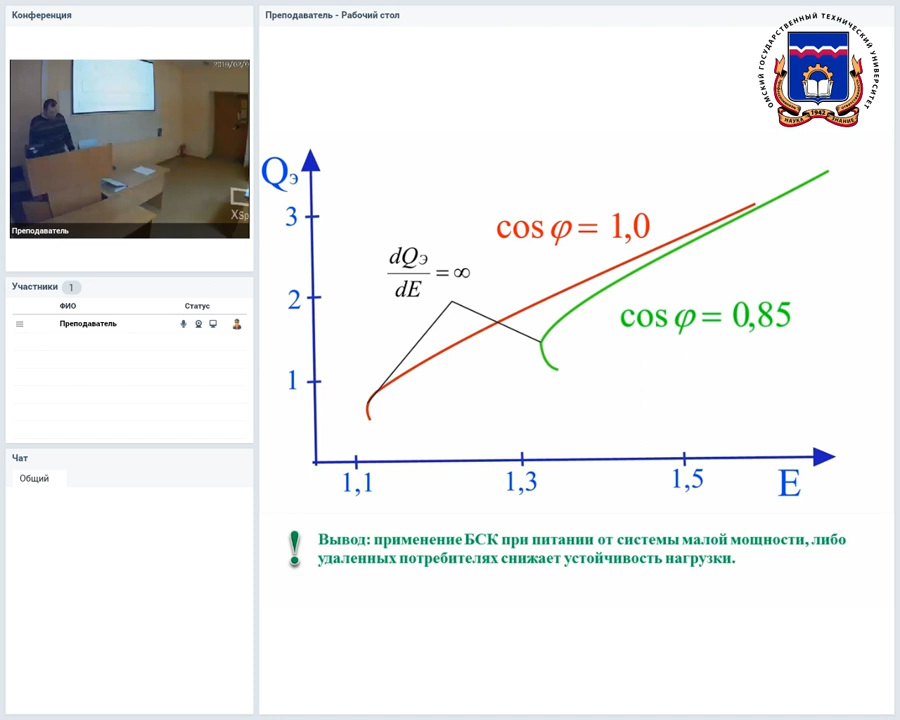 Конференция
Преподаватель - Рабочий стол
ОМСКИЙ ГОСУДАРСТВЕННЫЙ ТЕХНИЧЕСКИЙ УНИВЕРСИТЕТ
НАУКА 1942 ЗНАНИЕ
Xsp
Преподаватель
Участники 1
ФИО Статус
Преподаватель
Чат
Общий
Qэ
3
2
1
cos φ = 1,0
dQэ
dE
= ∞
cos φ = 0,85
1,1 1,3 1,5 E
! Вывод: применение БСК при питании от системы малой мощности, либо
удаленных потребителях снижает устойчивость нагрузки.